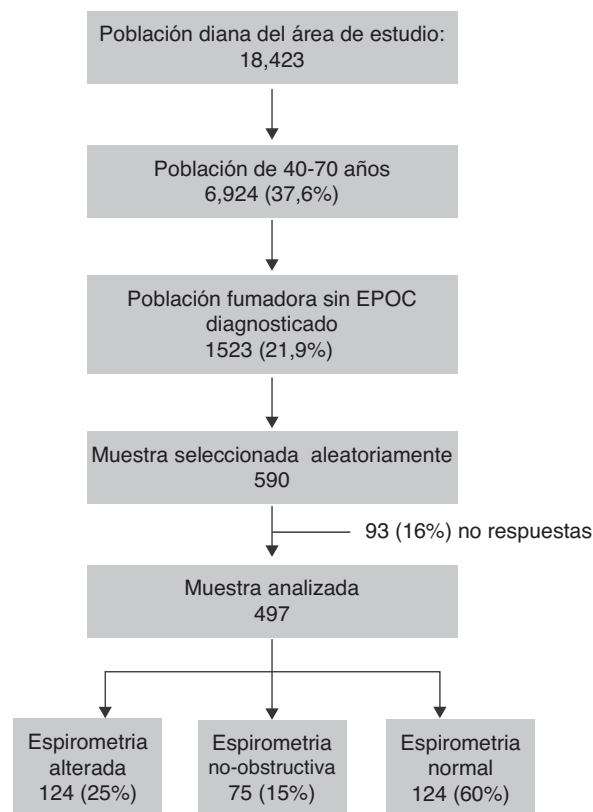 Población diana del área de estudio:
18,423
Población de 40-70 años
6,924 (37,6%)
Población fumadora sin EPOC
diagnosticado
1523 (21,9%)
Muestra seleccionada aleatoriamente
590
93 (16%) no respuestas
Muestra analizada
497
Espirometria
alterada
124 (25%)
Espirometria
no-obstructiva
75 (15%)
Espirometria
normal
124 (60%)